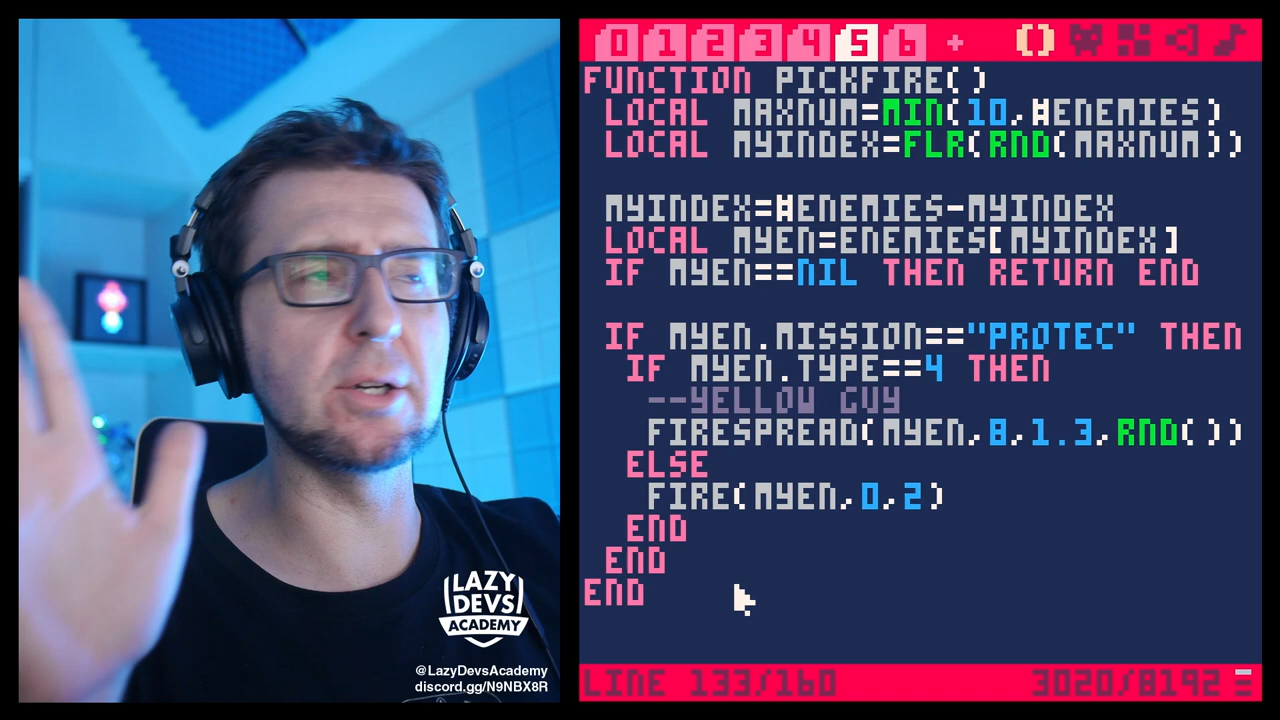 LAZY
DEVS
ACADEMY
@LazyDevsAcademy
discord.gg/N9NBX8R
0 1 2 3 4 5 6 + ()
FUNCTION PICKFIRE()
LOCAL MAXNUM=MIN(10,#ENEMIES)
LOCAL MYINDEX=FLR(RND(MAXNUM))
MYINDEX=#ENEMIES-MYINDEX
LOCAL MYEN=ENEMIES[MYINDEX]
IF MYEN==NIL THEN RETURN END
IF MYEN.MISSION=="PROTEC" THEN
IF MYEN.TYPE==4 THEN
--YELLOW GUY
FIRESPREAD(MYEN,8,1.3,RND())
ELSE
FIRE(MYEN,0,2)
END
END
END
LINE 133/160 3020/8192